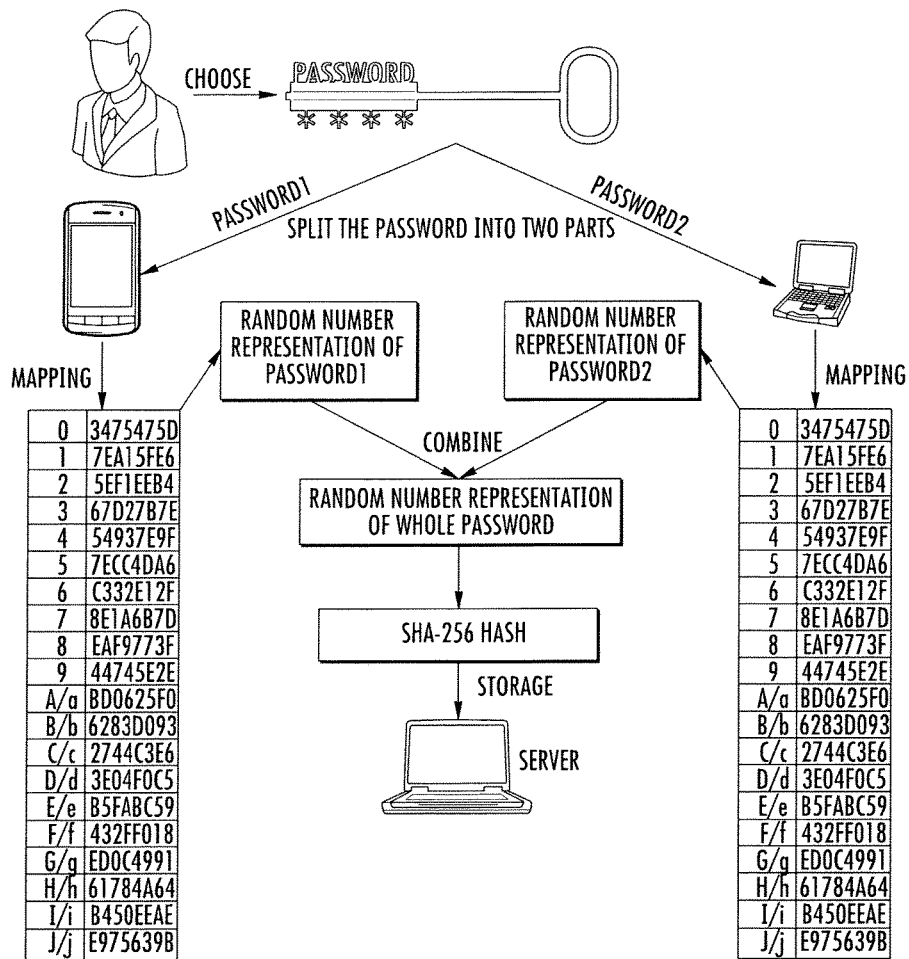 CHOOSE
PASSWORD
* * * *
PASSWORD1
PASSWORD2
SPLIT THE PASSWORD INTO TWO PARTS
RANDOM NUMBER
REPRESENTATION OF
PASSWORD1
RANDOM NUMBER
REPRESENTATION OF
PASSWORD2
MAPPING
MAPPING
COMBINE
RANDOM NUMBER REPRESENTATION
OF WHOLE PASSWORD
SHA-256 HASH
STORAGE
SERVER
0 3475475D
1 7EA15FE6
2 5EF1EEB4
3 67D27B7E
4 54937E9F
5 7ECC4DA6
6 C332E12F
7 8E1A6B7D
8 EAF9773F
9 44745E2E
A/a BD0625F0
B/b 6283D093
C/c 2744C3E6
D/d 3E04F0C5
E/e B5FABC59
F/f 432FF018
G/g ED0C4991
H/h 61784A64
I/i B450EEAE
J/j E975639B
0 3475475D
1 7EA15FE6
2 5EF1EEB4
3 67D27B7E
4 54937E9F
5 7ECC4DA6
6 C332E12F
7 8E1A6B7D
8 EAF9773F
9 44745E2E
A/a BD0625F0
B/b 6283D093
C/c 2744C3E6
D/d 3E04F0C5
E/e B5FABC59
F/f 432FF018
G/g ED0C4991
H/h 61784A64
I/i B450EEAE
J/j E975639B